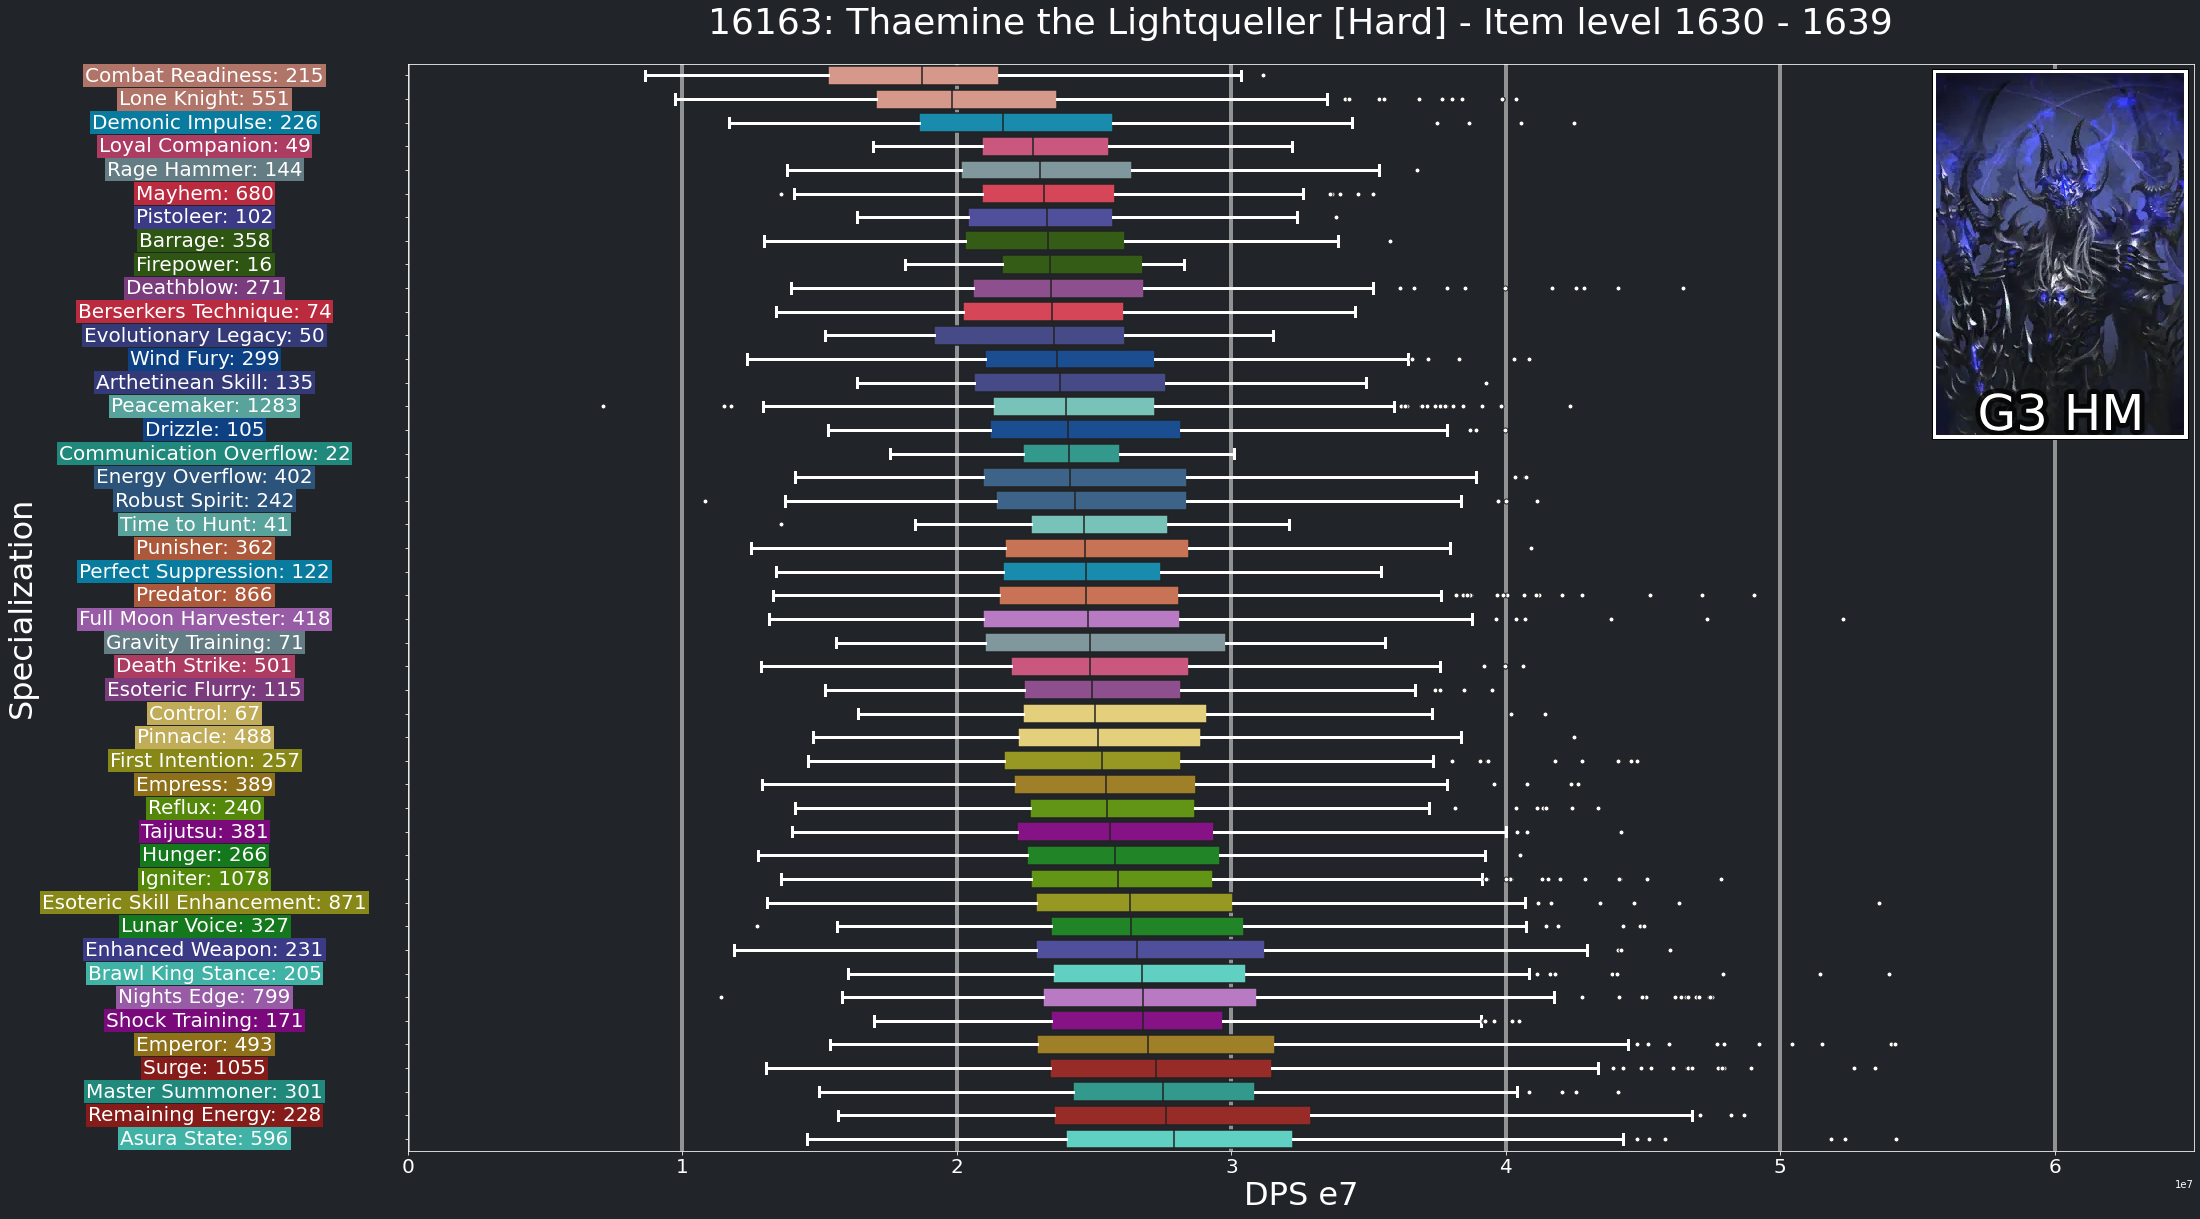 16163: Thaemine the Lightqueller [Hard] - Item level 1630 - 1639
Combat Readiness: 215
Lone Knight: 551
Demonic Impulse: 226
Loyal Companion: 49
Rage Hammer: 144
Mayhem: 680
Pistoleer: 102
Barrage: 358
Firepower: 16
Deathblow: 271
Berserkers Technique: 74
Evolutionary Legacy: 50
Wind Fury: 299
Arthetinean Skill: 135
Peacemaker: 1283
Drizzle: 105
Communication Overflow: 22
Energy Overflow: 402
Robust Spirit: 242
Time to Hunt: 41
Punisher: 362
Perfect Suppression: 122
Predator: 866
Full Moon Harvester: 418
Gravity Training: 71
Death Strike: 501
Esoteric Flurry: 115
Control: 67
Pinnacle: 488
First Intention: 257
Empress: 389
Reflux: 240
Taijutsu: 381
Hunger: 266
Igniter: 1078
Esoteric Skill Enhancement: 871
Lunar Voice: 327
Enhanced Weapon: 231
Brawl King Stance: 205
Nights Edge: 799
Shock Training: 171
Emperor: 493
Surge: 1055
Master Summoner: 301
Remaining Energy: 228
Asura State: 596
Specialization
G3 HM
0 1 2 3 4 5 6
DPS e7
1e7